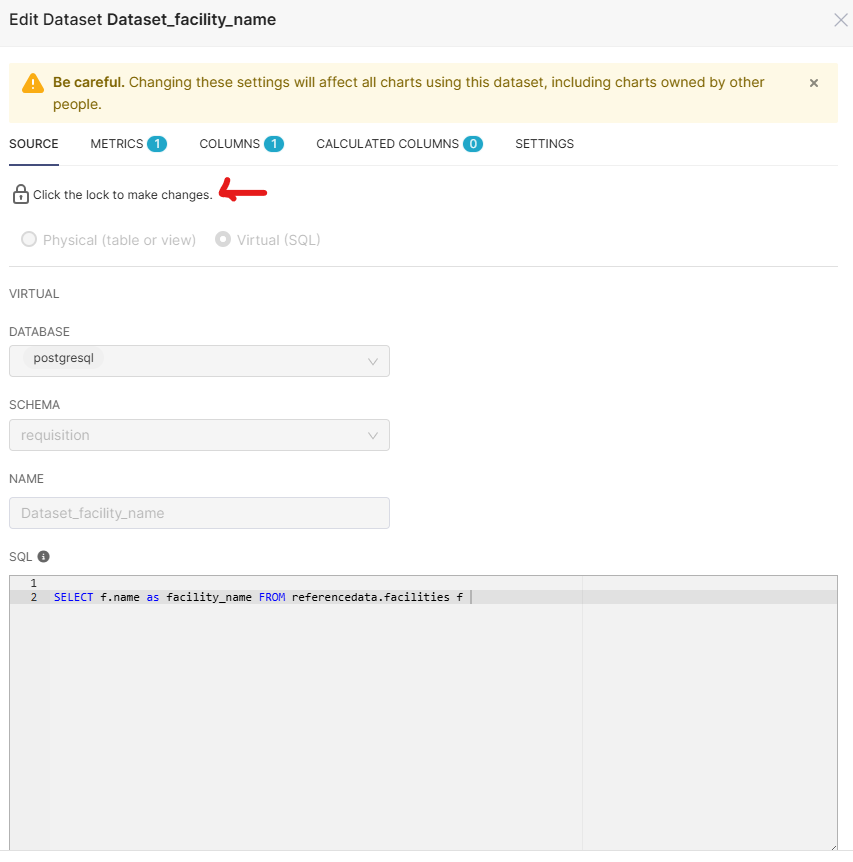 Edit Dataset Dataset_facility_name
Be careful. Changing these settings will affect all charts using this dataset, including charts owned by other
people.
SOURCE METRICS 1 COLUMNS 1 CALCULATED COLUMNS 0 SETTINGS
Click the lock to make changes.
Physical (table or view) Virtual (SQL)
VIRTUAL
DATABASE
postgresql
SCHEMA
requisition
NAME
Dataset_facility_name
SQL
1
2 SELECT f.name as facility_name FROM referencedata.facilities f